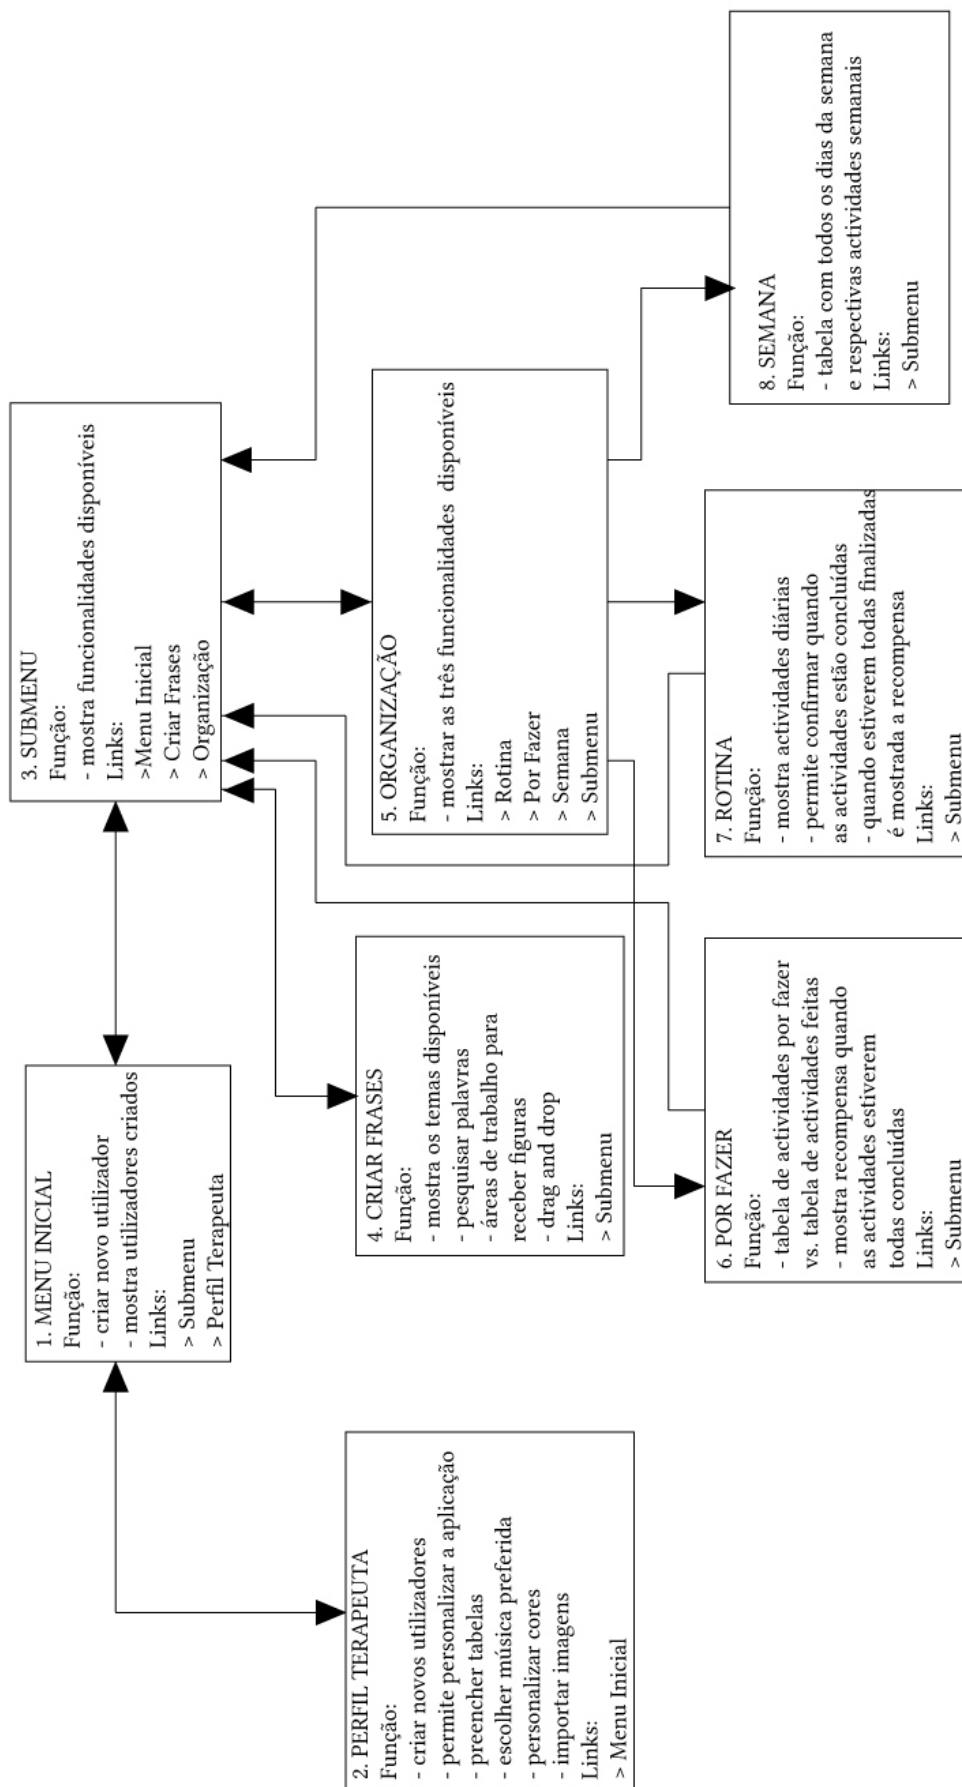 1. MENU INICIAL
Função:
- criar novo utilizador
- mostra utilizadores criados
Links:
> Submenu
> Perfil Terapeuta
2. PERFIL TERAPEUTA
Função:
- criar novos utilizadores
- permite personalizar a aplicação
- preencher tabelas
- escolher música preferida
- personalizar cores
- importar imagens
Links:
> Menu Inicial
3. SUBMENU
Função:
- mostra funcionalidades disponíveis
Links:
>Menu Inicial
> Criar Frases
> Organização
4. CRIAR FRASES
Função:
- mostra os temas disponíveis
- pesquisar palavras
- áreas de trabalho para
receber figuras
- drag and drop
Links:
> Submenu
5. ORGANIZAÇÃO
Função:
- mostrar as três funcionalidades disponíveis
Links:
> Rotina
> Por Fazer
> Semana
> Submenu
6. POR FAZER
Função:
- tabela de actividades por fazer
vs. tabela de actividades feitas
- mostra recompensa quando
as actividades estiverem
todas concluídas
Links:
> Submenu
7. ROTINA
Função:
- mostra actividades diárias
- permite confirmar quando
as actividades estão concluídas
- quando estiverem todas finalizadas
é mostrada a recompensa
Links:
> Submenu
8. SEMANA
Função:
- tabela com todos os dias da semana
e respectivas actividades semanais
Links:
> Submenu